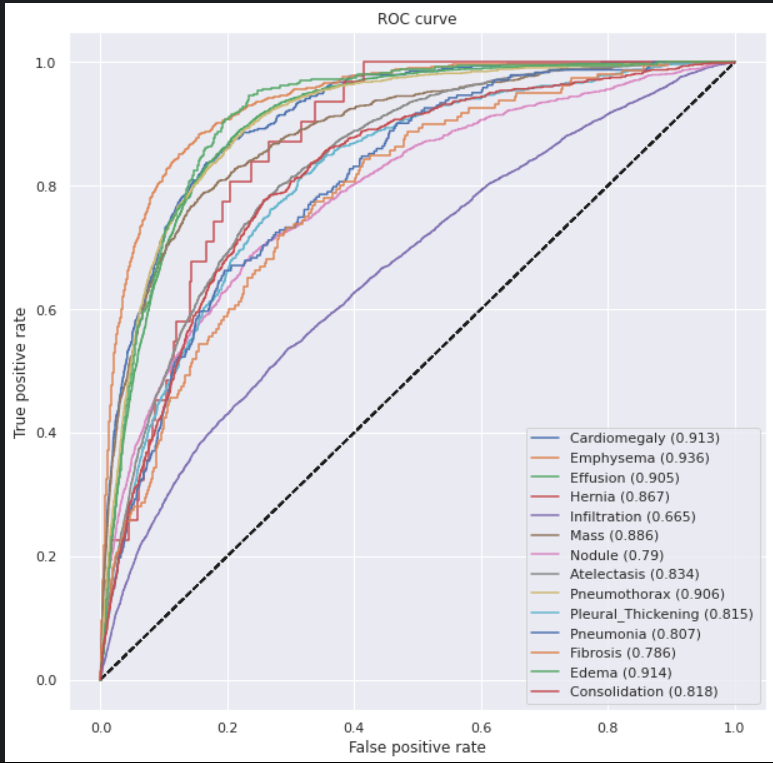 ROC curve
True positive rate
1.0
0.8
0.6
0.4
0.2
0.0
Cardiomegaly (0.913)
Emphysema (0.936)
Effusion (0.905)
Hernia (0.867)
Infiltration (0.665)
Mass (0.886)
Nodule (0.79)
Atelectasis (0.834)
Pneumothorax (0.906)
Pleural_Thickening (0.815)
Pneumonia (0.807)
Fibrosis (0.786)
Edema (0.914)
Consolidation (0.818)
0.0 0.2 0.4 0.6 0.8 1.0
False positive rate